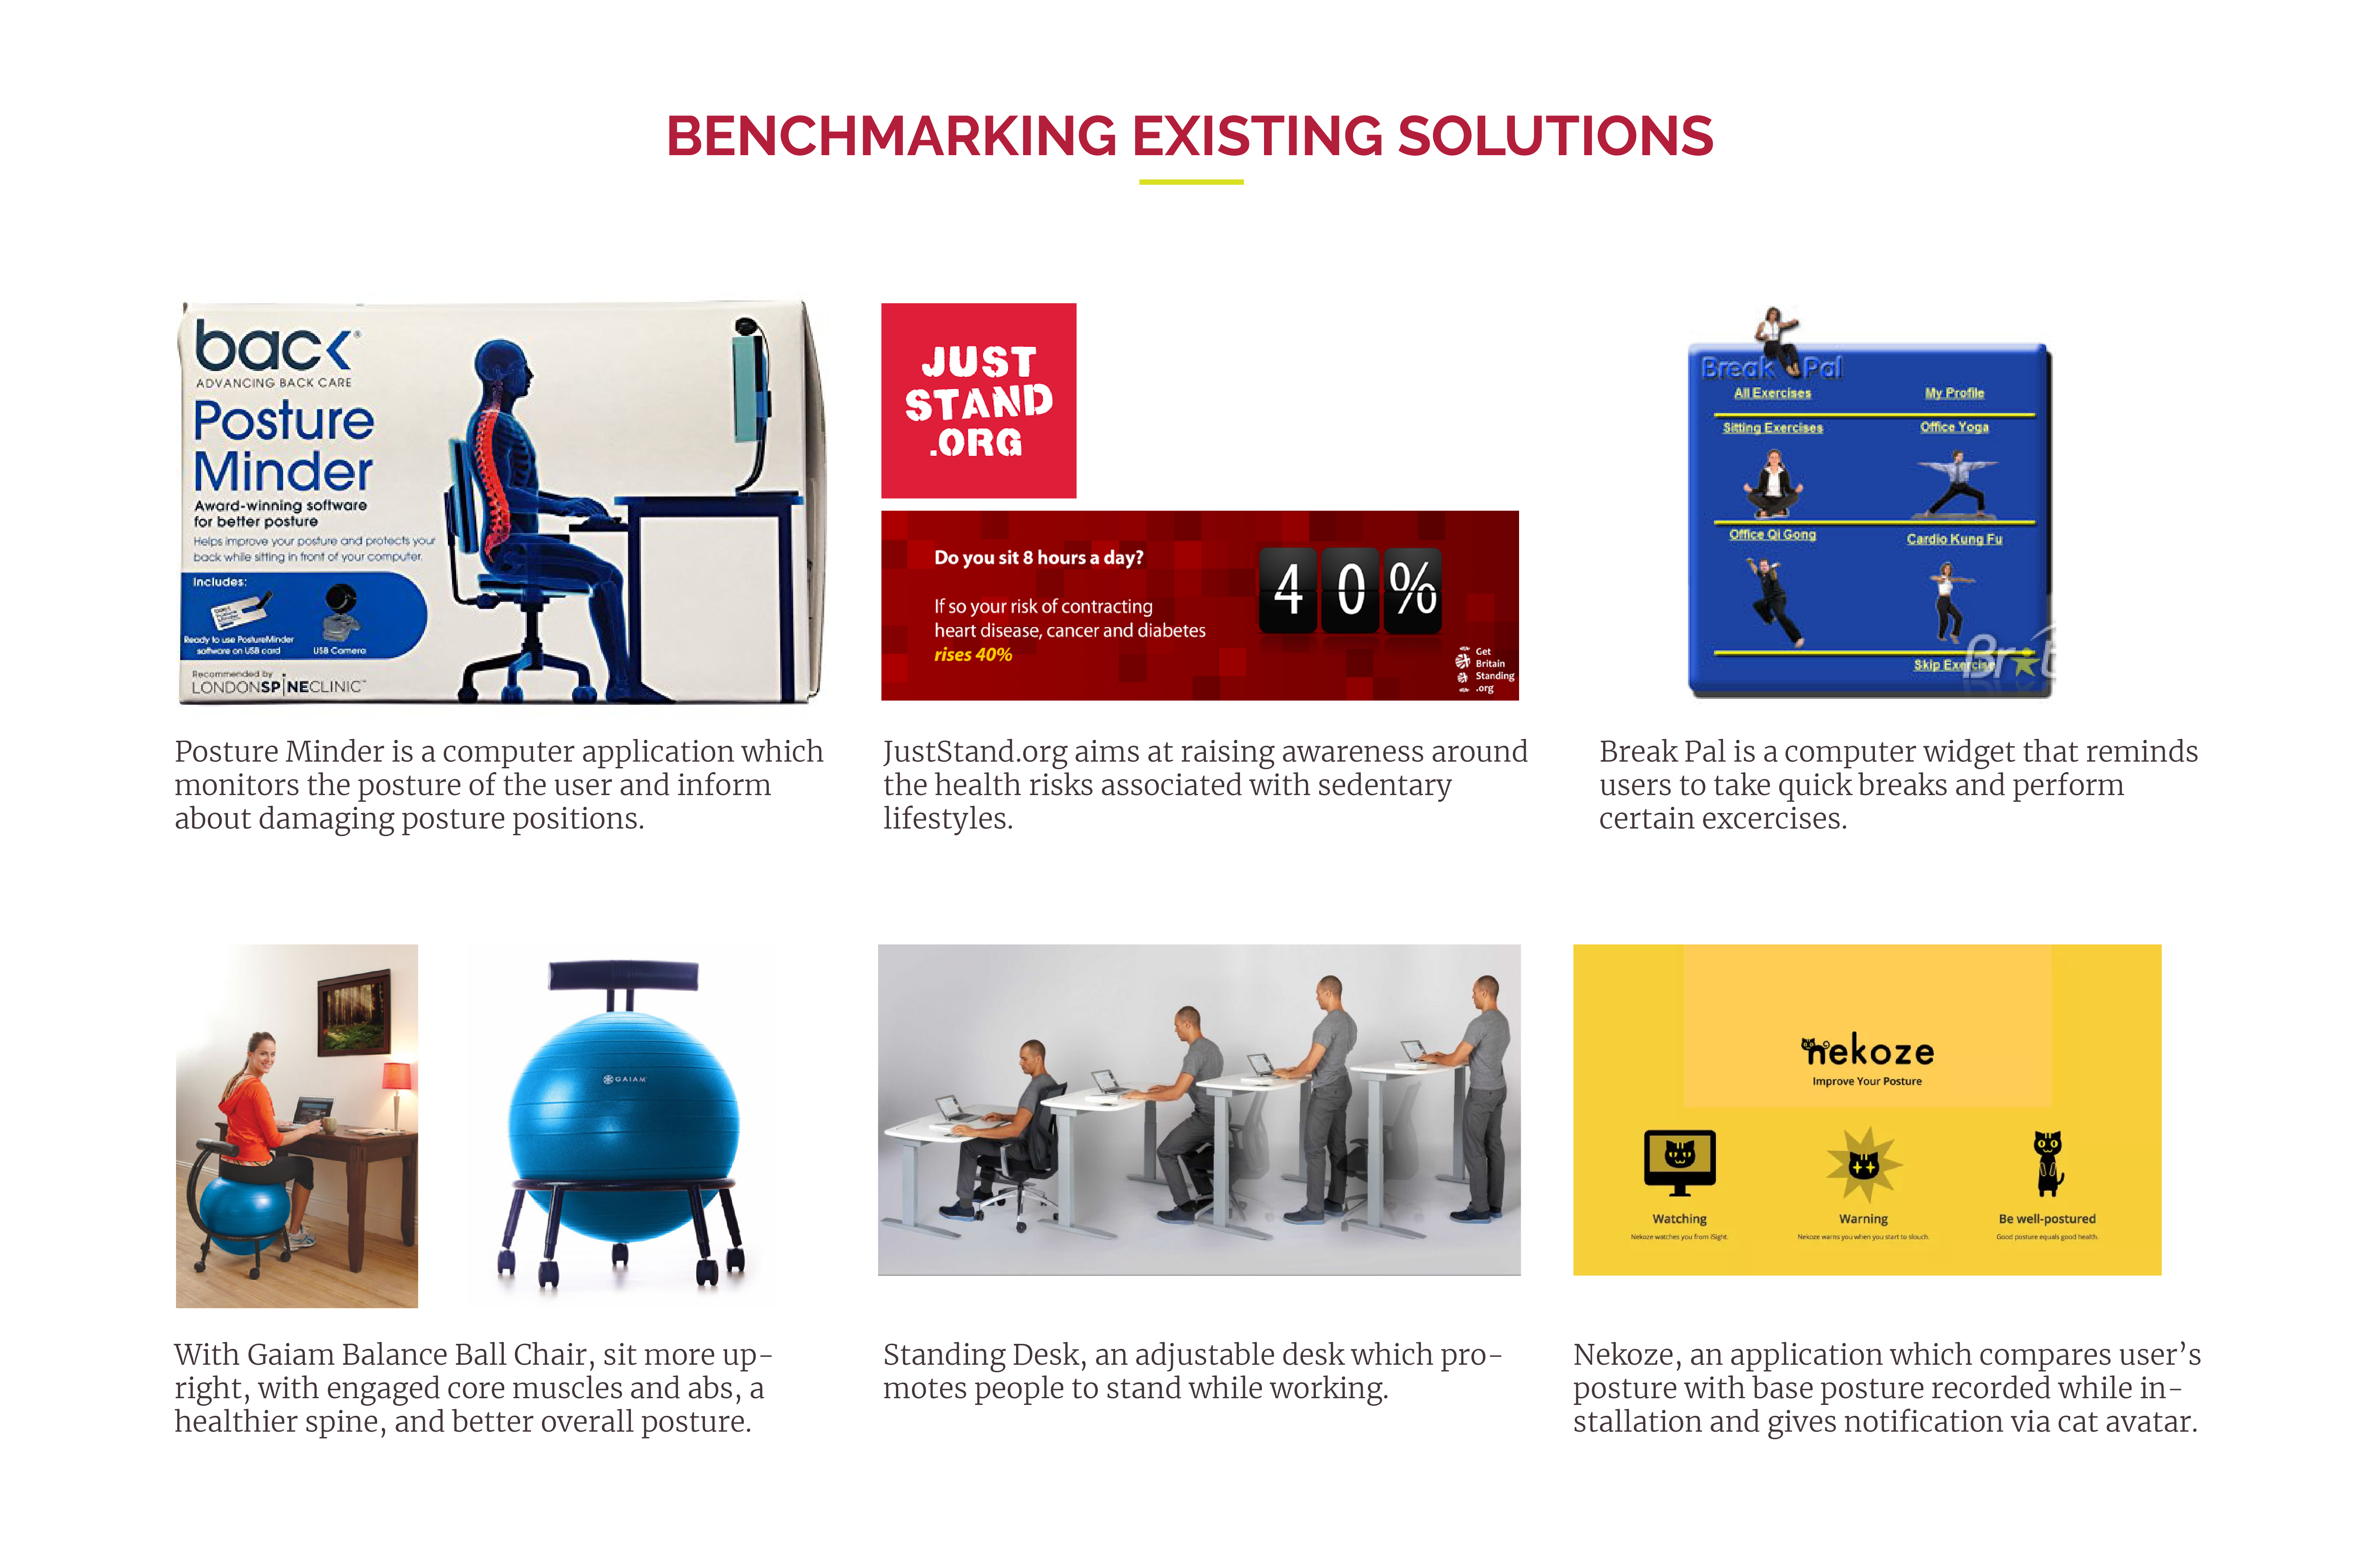 BENCHMARKING EXISTING SOLUTIONS
back®
ADVANCING BACK CARE
Posture
Minder
Award-winning software
for better posture
Helps improve your posture and protects your
back while sitting in front of your computer.
Includes:
Ready to use PostureMinder
software on USB card
USB Camera
Recommended by
LONDONSPINECLINIC™
Posture Minder is a computer application which
monitors the posture of the user and inform
about damaging posture positions.
JUST
STAND
.ORG
Do you sit 8 hours a day?
If so your risk of contracting
heart disease, cancer and diabetes
rises 40%
40%
Get
Britain
Standing
.org
JustStand.org aims at raising awareness around
the health risks associated with sedentary
lifestyles.
Break Pal
All Exercises
My Profile
Sitting Exercises
Office Yoga
Office Qi Gong
Cardio Kung Fu
Skip Exercise
Break Pal is a computer widget that reminds
users to take quick breaks and perform
certain excercises.
GAIAM
With Gaiam Balance Ball Chair, sit more up-
right, with engaged core muscles and abs, a
healthier spine, and better overall posture.
Standing Desk, an adjustable desk which pro-
motes people to stand while working.
nekoze
Improve Your Posture
Watching
Nekoze watches you from iSight.
Warning
Nekoze warns you when you start to slouch.
Be well-postured
Good posture equals good health.
Nekoze, an application which compares user's
posture with base posture recorded while in-
stallation and gives notification via cat avatar.